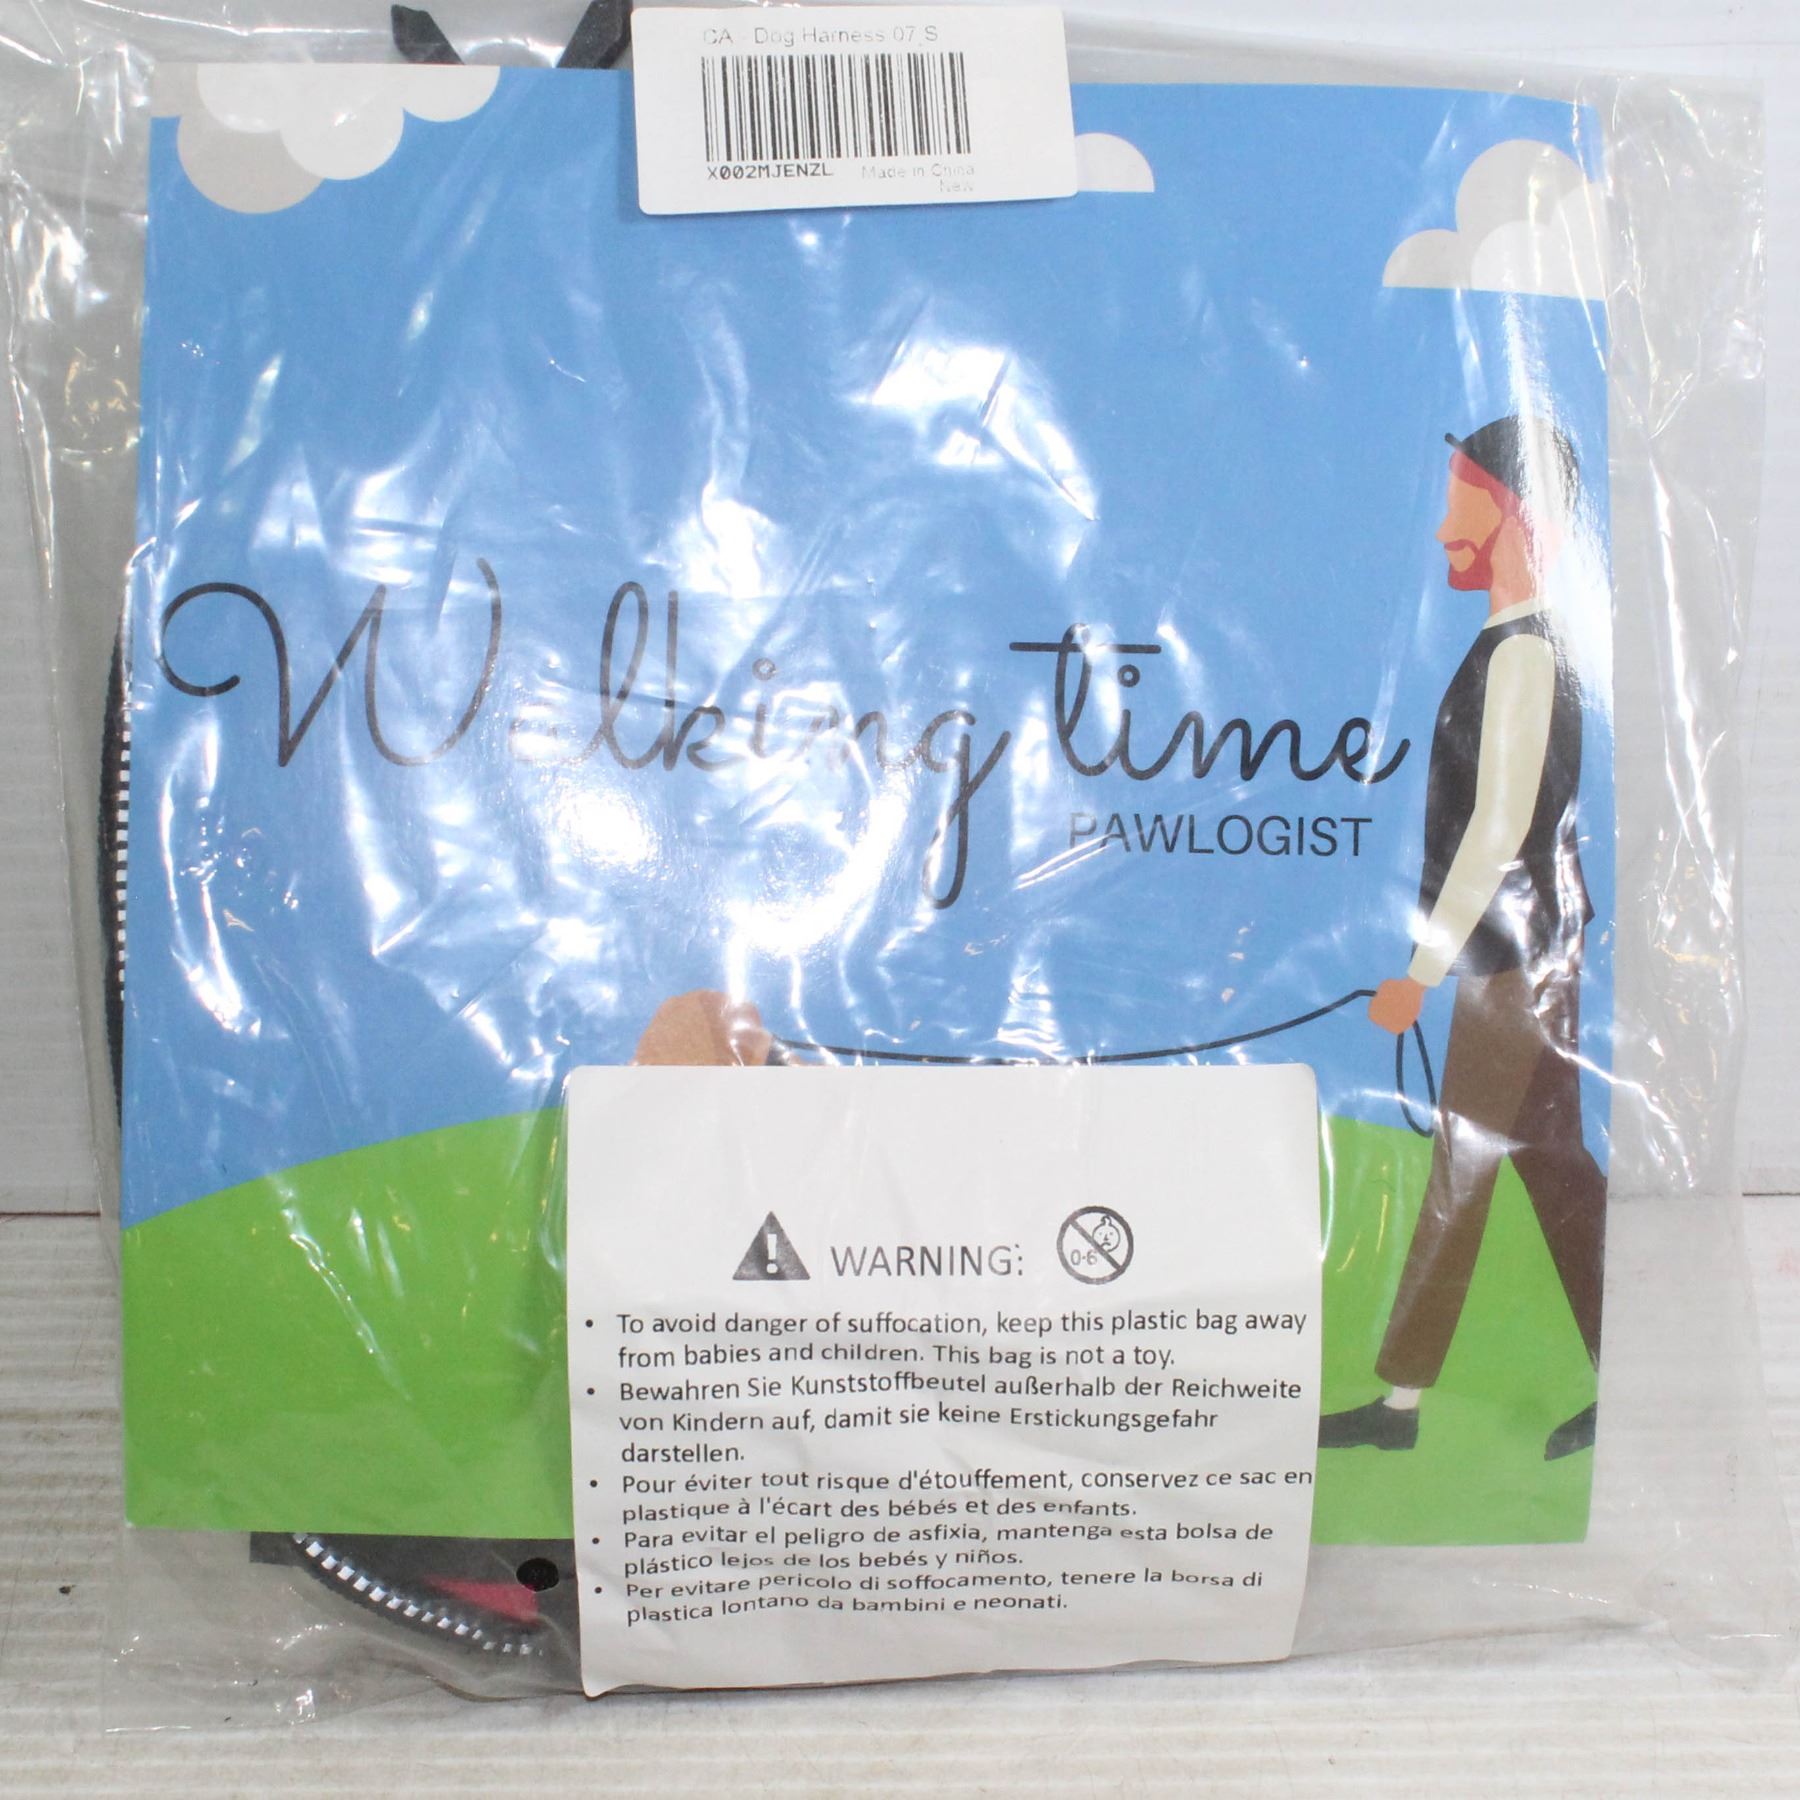 CA - Dog Harness 07 S
X002MJENZL Made in China
New
Walking time
PAWLOGIST
WARNING:
0-6
• To avoid danger of suffocation, keep this plastic bag away
from babies and children. This bag is not a toy.
• Bewahren Sie Kunststoffbeutel außerhalb der Reichweite
von Kindern auf, damit sie keine Erstickungsgefahr
darstellen.
• Pour éviter tout risque d'étouffement, conservez ce sac en
plastique à l'écart des bébés et des enfants.
• Para evitar el peligro de asfixia, mantenga esta bolsa de
plástico lejos de los bebés y niños.
• Per evitare pericolo di soffocamento, tenere la borsa di
plastica lontano da bambini e neonati.